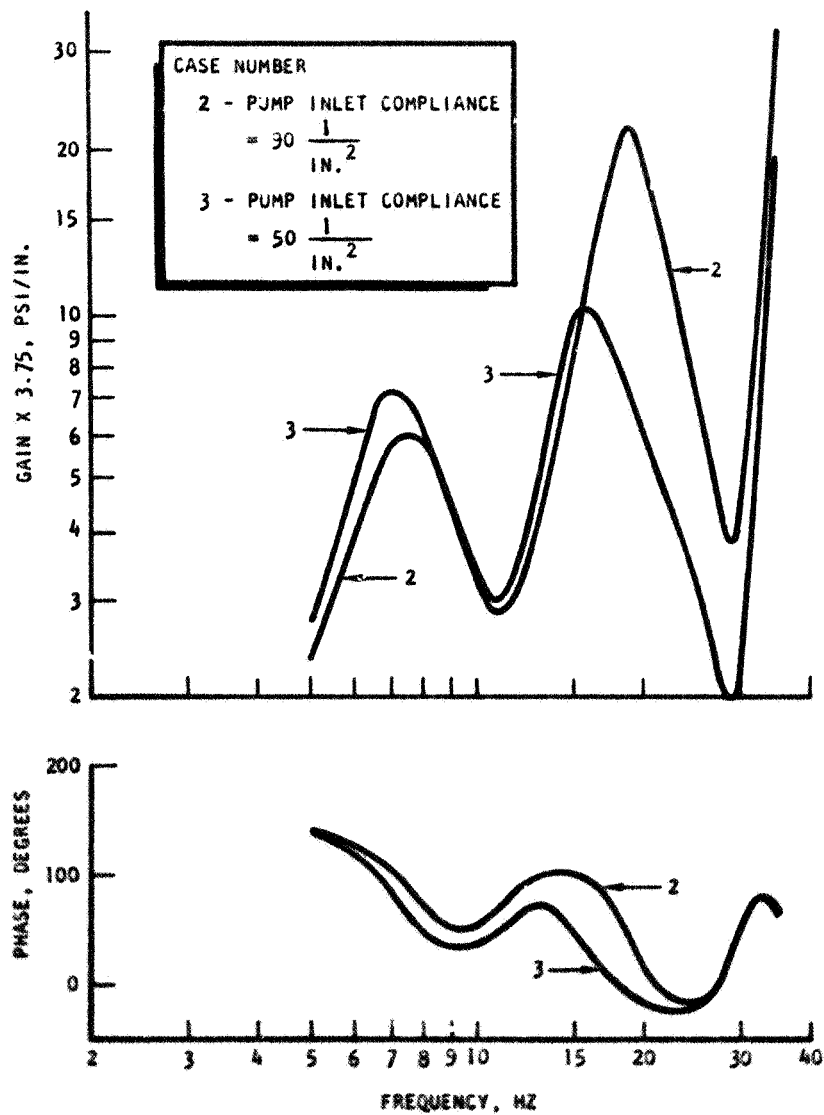 30
20
15
10
9
8
7
6
5
4
3
2
GAIN X 3.75, PSI/IN.
CASE NUMBER
2 - PUMP INLET COMPLIANCE
= 90 1
IN.2
3 - PUMP INLET COMPLIANCE
= 50 1
IN.2
2
3
3
2
200
100
0
PHASE, DEGREES
2
3
2 3 4 5 6 7 8 9 10 15 20 30 40
FREQUENCY, HZ